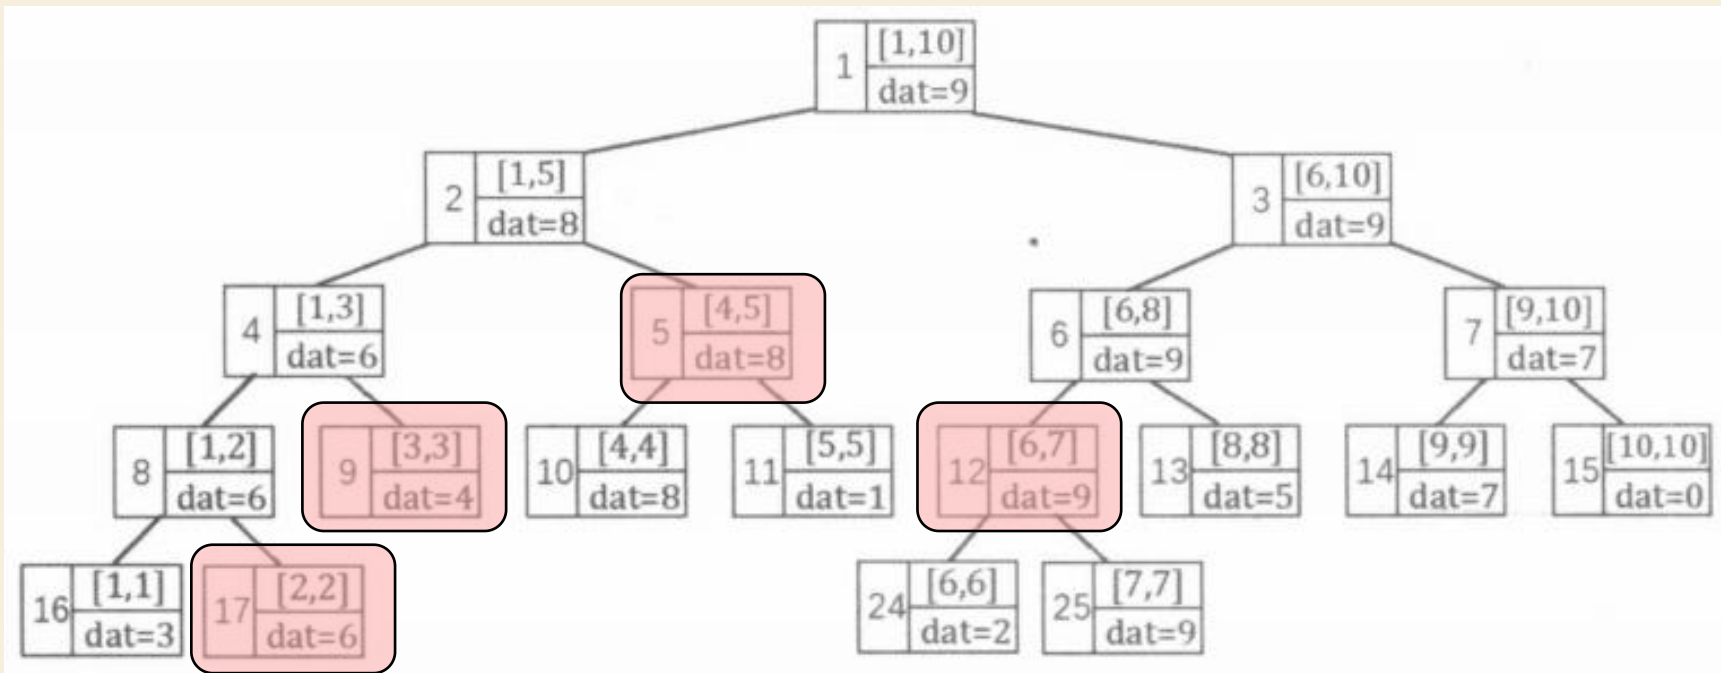 1 [1,10]
dat=9
2 [1,5]
dat=8
3 [6,10]
dat=9
4 [1,3]
dat=6
5 [4,5]
dat=8
6 [6,8]
dat=9
7 [9,10]
dat=7
8 [1,2]
dat=6
9 [3,3]
dat=4
10 [4,4]
dat=8
11 [5,5]
dat=1
12 [6,7]
dat=9
13 [8,8]
dat=5
14 [9,9]
dat=7
15 [10,10]
dat=0
16 [1,1]
dat=3
17 [2,2]
dat=6
24 [6,6]
dat=2
25 [7,7]
dat=9